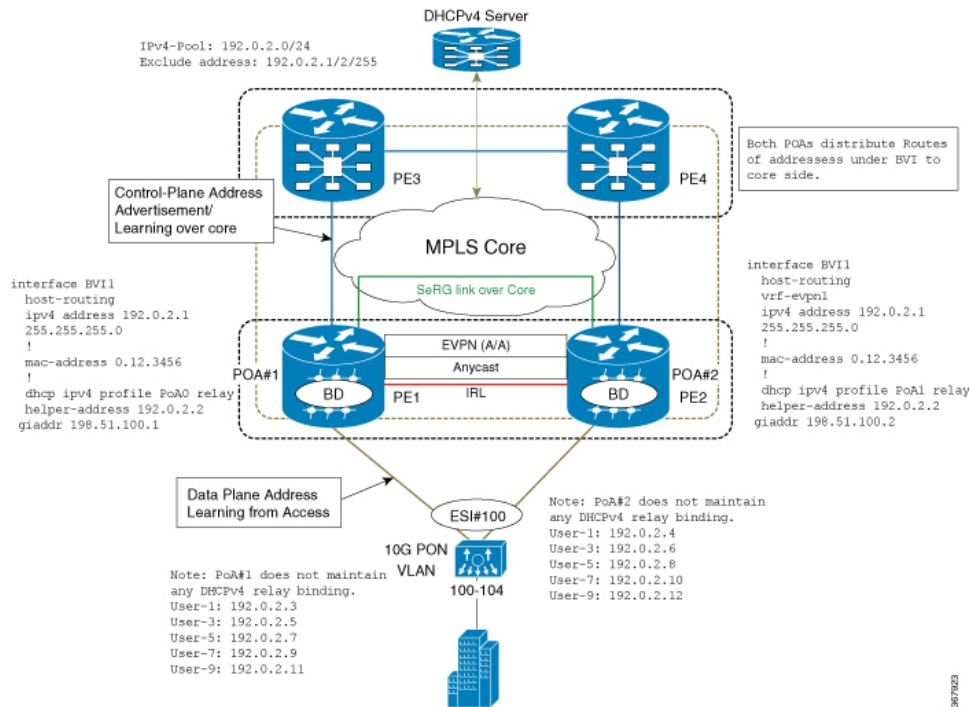 DHCPv4 Server
IPv4-Pool: 192.0.2.0/24
Exclude address: 192.0.2.1/2/255
PE3
PE4
Both POAs distribute Routes
of addressess under BVI to
core side.
Control-Plane Address
Advertisement/
Learning over core
MPLS Core
SeRG link over Core
interface BVI1
host-routing
ipv4 address 192.0.2.1
255.255.255.0
!
mac-address 0.12.3456
!
dhcp ipv4 profile PoA0 relay
helper-address 192.0.2.2
giaddr 198.51.100.1
interface BVI1
host-routing
vrf-evpn1
ipv4 address 192.0.2.1
255.255.255.0
!
mac-address 0.12.3456
!
dhcp ipv4 profile PoA1 relay
helper-address 192.0.2.2
giaddr 198.51.100.2
EVPN (A/A)
Anycast
IRL
POA#1
BD
PE1
POA#2
BD
PE2
Data Plane Address
Learning from Access
ESI#100
10G PON
VLAN
100-104
Note: PoA#1 does not maintain
any DHCPv4 relay binding.
User-1: 192.0.2.3
User-3: 192.0.2.5
User-5: 192.0.2.7
User-7: 192.0.2.9
User-9: 192.0.2.11
Note: PoA#2 does not maintain
any DHCPv4 relay binding.
User-1: 192.0.2.4
User-3: 192.0.2.6
User-5: 192.0.2.8
User-7: 192.0.2.10
User-9: 192.0.2.12
367923